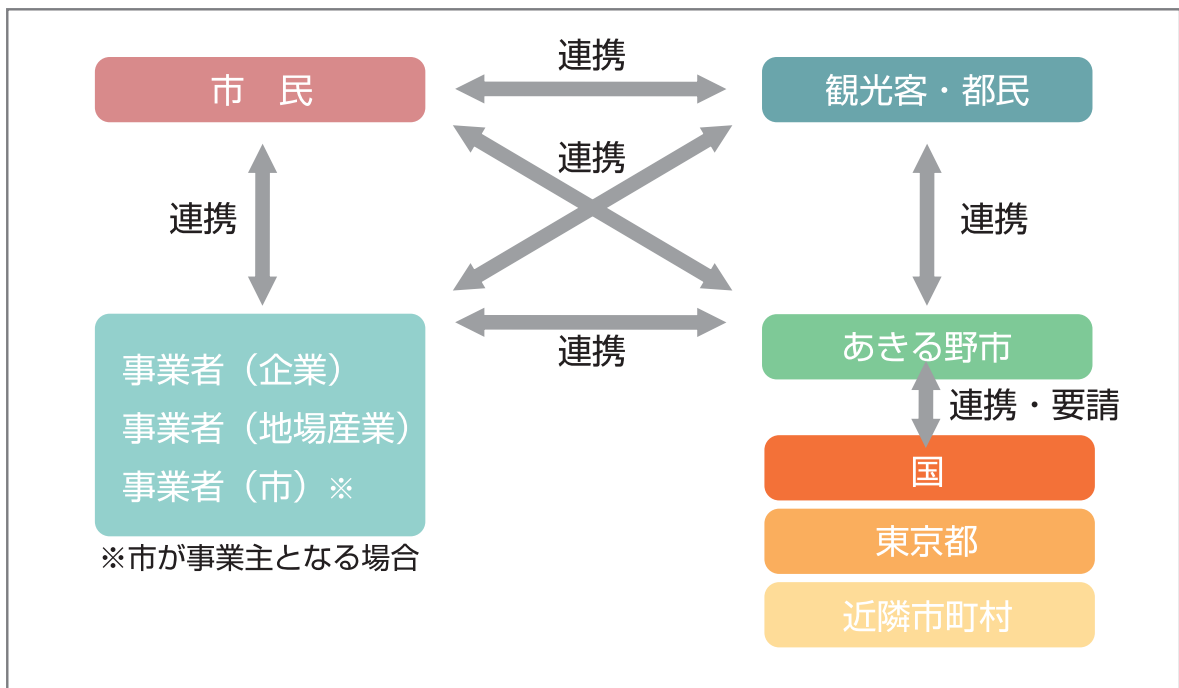 連携
市　民
観光客・都民
連携
連携
連携
連携
あきる野市
事業者（企業）
事業者（地場産業）
事業者（市）※
※市が事業主となる場合
連携・要請
国
東京都
近隣市町村